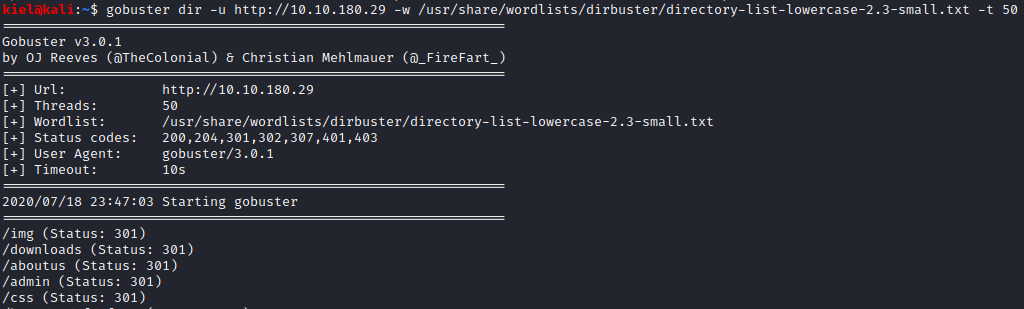 kiel@kali:~$ gobuster dir -u http://10.10.180.29 -w /usr/share/wordlists/dirbuster/directory-list-lowercase-2.3-small.txt -t 50
===============================================================
Gobuster v3.0.1
by OJ Reeves (@TheColonial) & Christian Mehlmauer (@_FireFart_)
===============================================================
[+] Url:            http://10.10.180.29
[+] Threads:        50
[+] Wordlist:       /usr/share/wordlists/dirbuster/directory-list-lowercase-2.3-small.txt
[+] Status codes:   200,204,301,302,307,401,403
[+] User Agent:     gobuster/3.0.1
[+] Timeout:        10s
===============================================================
2020/07/18 23:47:03 Starting gobuster
===============================================================
/img (Status: 301)
/downloads (Status: 301)
/aboutus (Status: 301)
/admin (Status: 301)
/css (Status: 301)